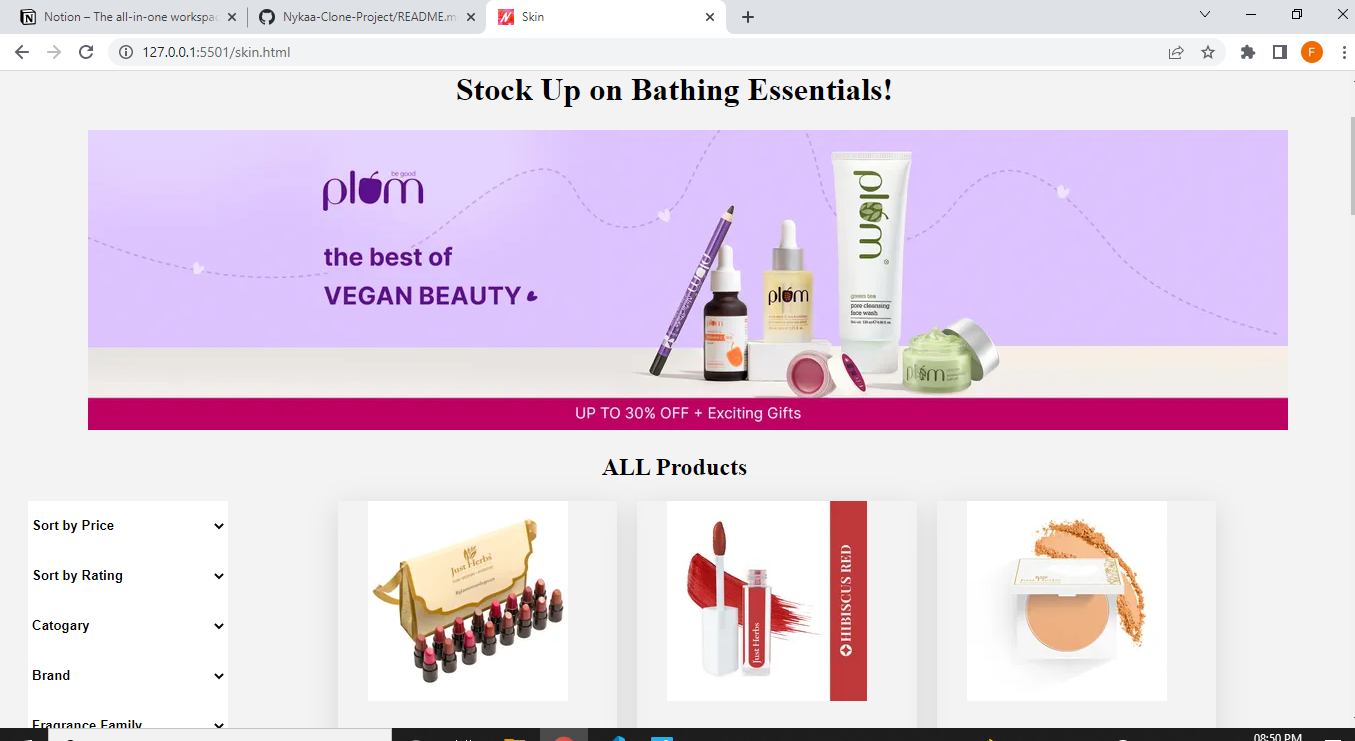 Notion – The all-in-one workspac
Nykaa-Clone-Project/README.m
Skin
127.0.0.1:5501/skin.html
F
Stock Up on Bathing Essentials!
be good
plum
the best of
VEGAN BEAUTY
plum
plum
plum
plum
green tea
pore cleansing
face wash
plum
UP TO 30% OFF + Exciting Gifts
ALL Products
Sort by Price
Sort by Rating
Catogary
Brand
Fragrance Family
Just Herbs
Just Herbs
HIBISCUS RED
08:50 PM